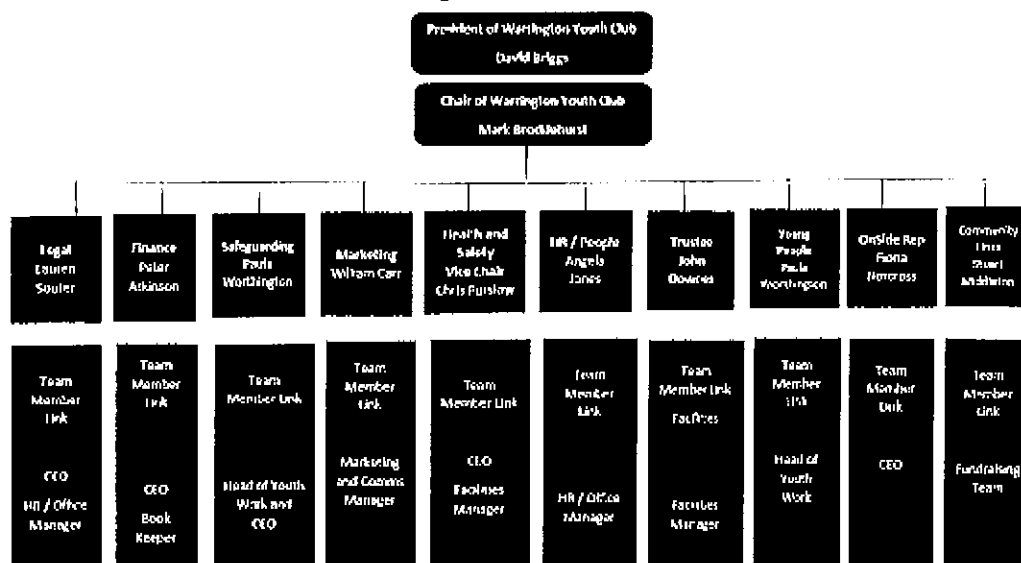 President of Warrington Youth Club
David Briggs
Chair of Warrington Youth Club
Mark Brocklehurst
Legal
Lauren
Souter
Finance
Peter
Atkinson
Safeguarding
Paula
Worthington
Marketing
William Carr
Health and
Safety
Vice Chair
Chris
HR / People
Angela
Jones
Trustee
John
Downes
Young
People
Paula
Worthington
OnSide Rep
Fiona
Norcross
Community
Stuart
Middleton
Team
Member
Link
CEO
HR / Office
Manager
Team
Member
Link
CEO
Book
Keeper
Team
Member Link
Head of Youth
Work and
CEO
Team
Member
Link
Marketing
and Comms
Manager
Team
Member Link
CEO
Facilities
Manager
Team
Member
Link
HR / Office
Manager
Team
Member Link
Facilities
Facilities
Manager
Team
Member
Link
Head of
Youth
Work
Team
Member
Link
CEO
Team
Member
Link
Fundraising
Team